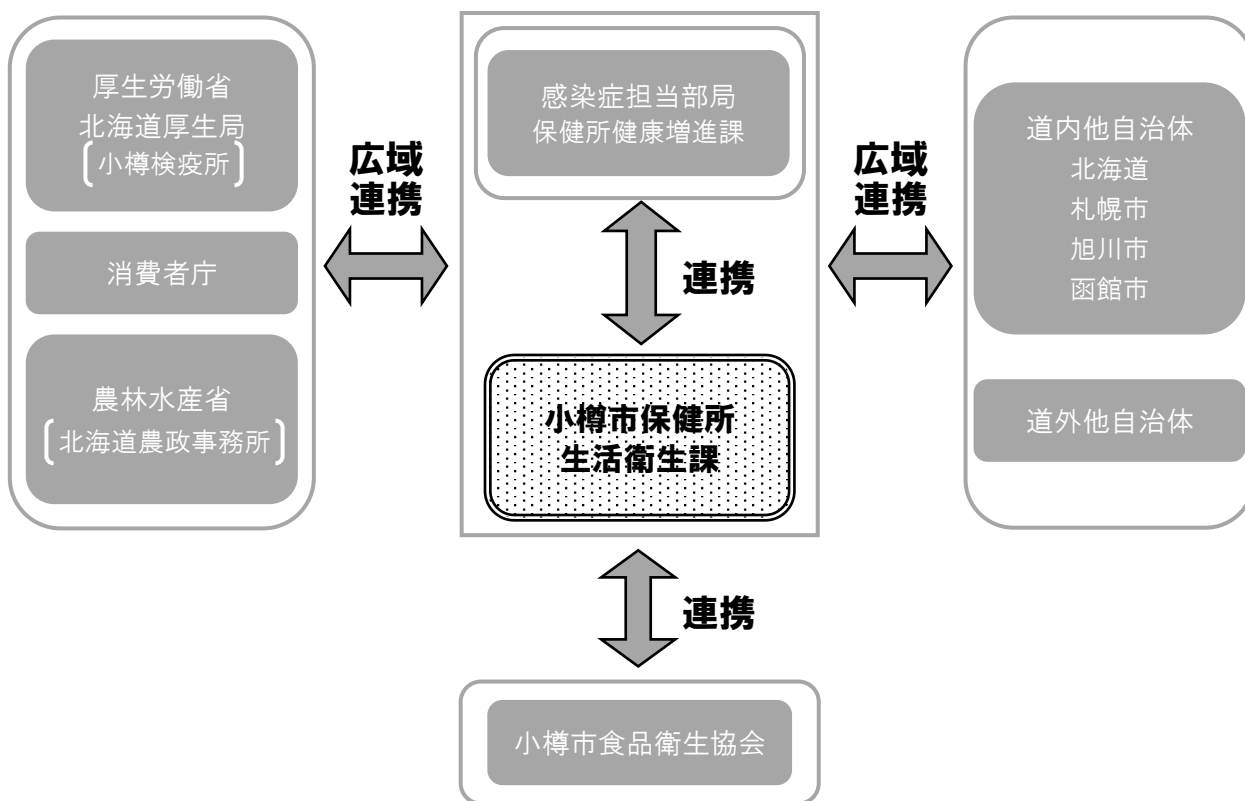 厚生労働省
北海道厚生局
[小樽検疫所]
消費者庁
農林水産省
[北海道農政事務所]
広域
連携
感染症担当部局
保健所健康増進課
連携
小樽市保健所
生活衛生課
連携
小樽市食品衛生協会
広域
連携
道内他自治体
北海道
札幌市
旭川市
函館市
道外他自治体